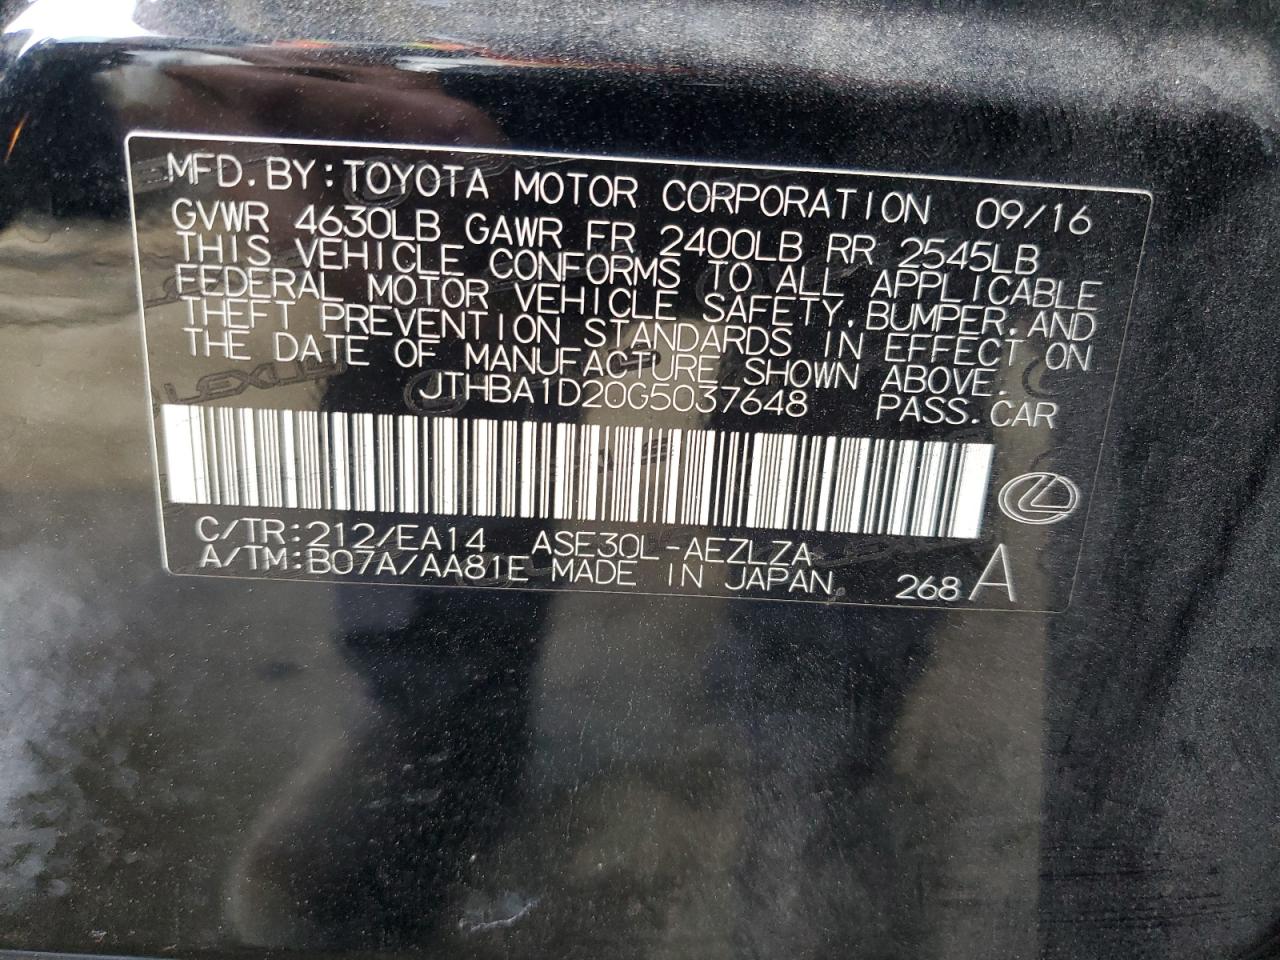 MFD.BY:TOYOTA MOTOR CORPORATION 09/16
GVWR 4630LB GAWR FR 2400LB RR 2545LB
THIS VEHICLE CONFORMS TO ALL APPLICABLE
FEDERAL MOTOR VEHICLE SAFETY,BUMPER,AND
THEFT PREVENTION STANDARDS IN EFFECT ON
THE DATE OF MANUFACTURE SHOWN ABOVE.
JTHBA1D20G5037648 PASS.CAR
C/TR:212/EA14 ASE30L-AEZLZA
A/TM:B07A/AA81E MADE IN JAPAN 268 A
LEXUS